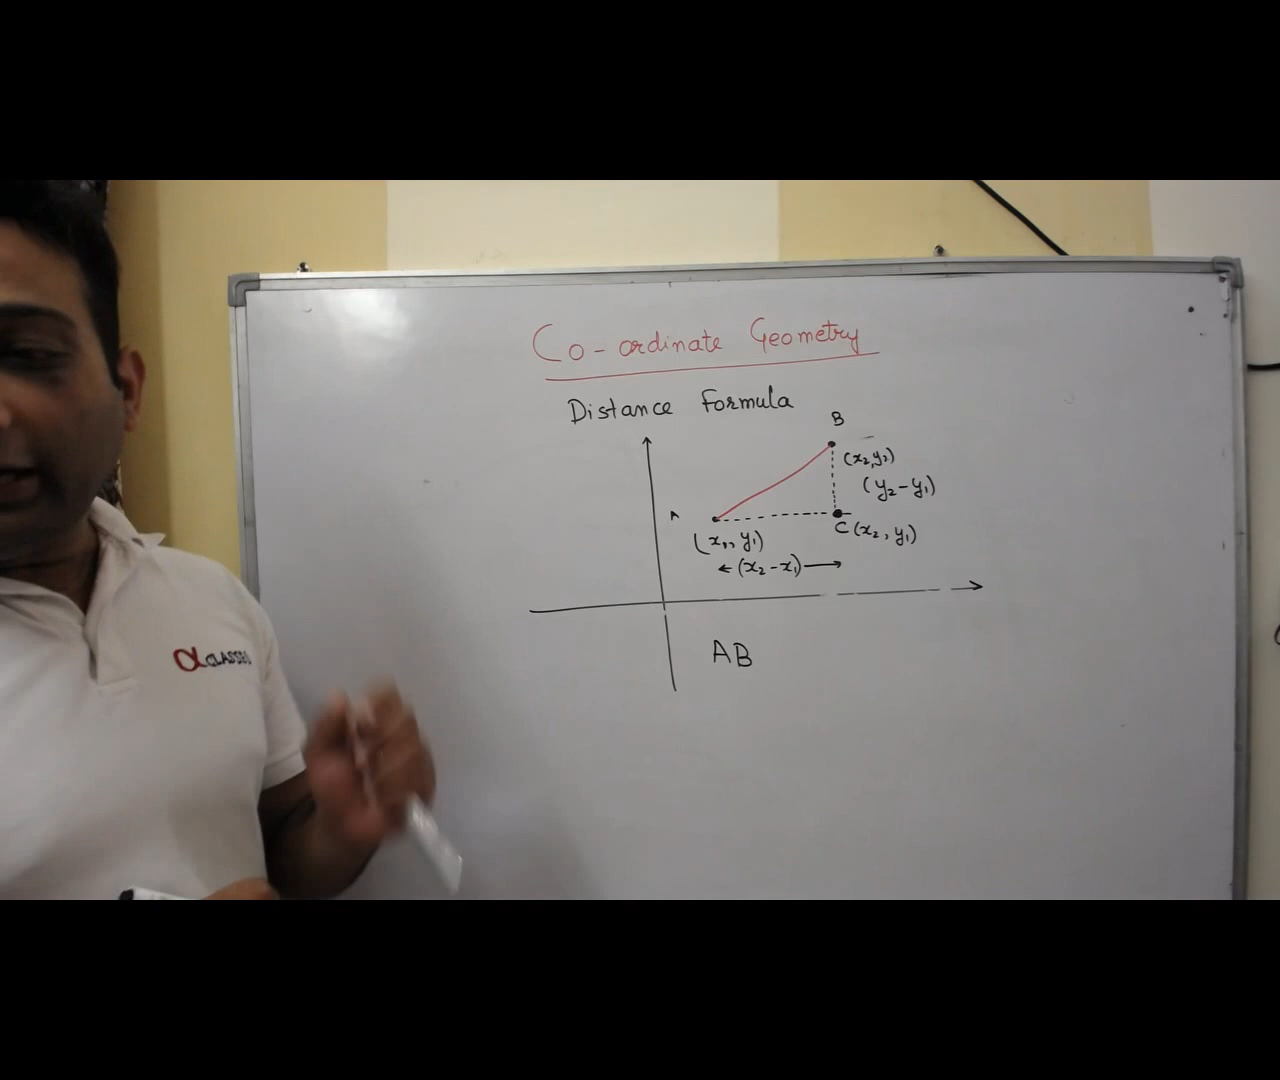 Co-ordinate Geometry
Distance Formula
B
(x₂,y₂)
(y₂-y₁)
A
(x₁, y₁)
C (x₂, y₁)
(x₂-x₁)
AB
α CLASSES